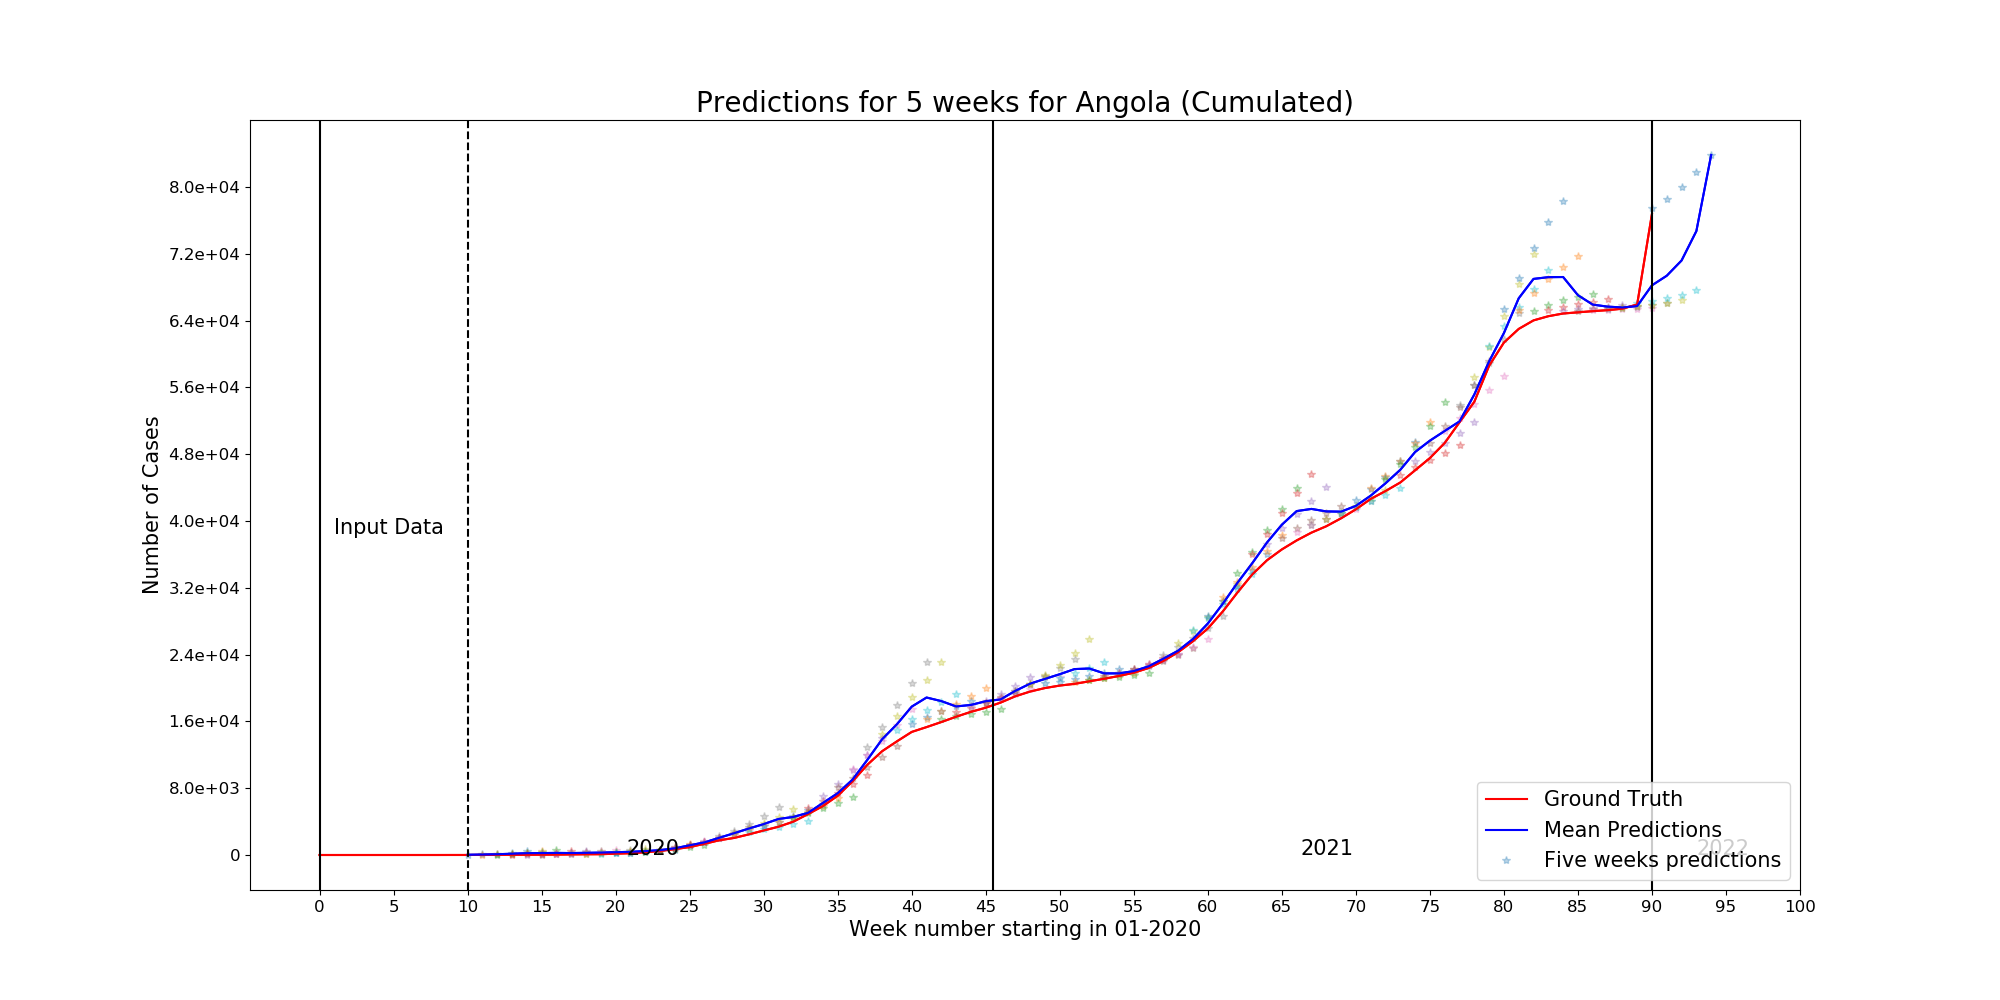 Predictions for 5 weeks for Angola (Cumulated)
8.0e+04
7.2e+04
6.4e+04
5.6e+04
4.8e+04
4.0e+04
3.2e+04
2.4e+04
1.6e+04
8.0e+03
0
Number of Cases
Input Data
2020
2021
2022
Ground Truth
Mean Predictions
Five weeks predictions
0 5 10 15 20 25 30 35 40 45 50 55 60 65 70 75 80 85 90 95 100
Week number starting in 01-2020